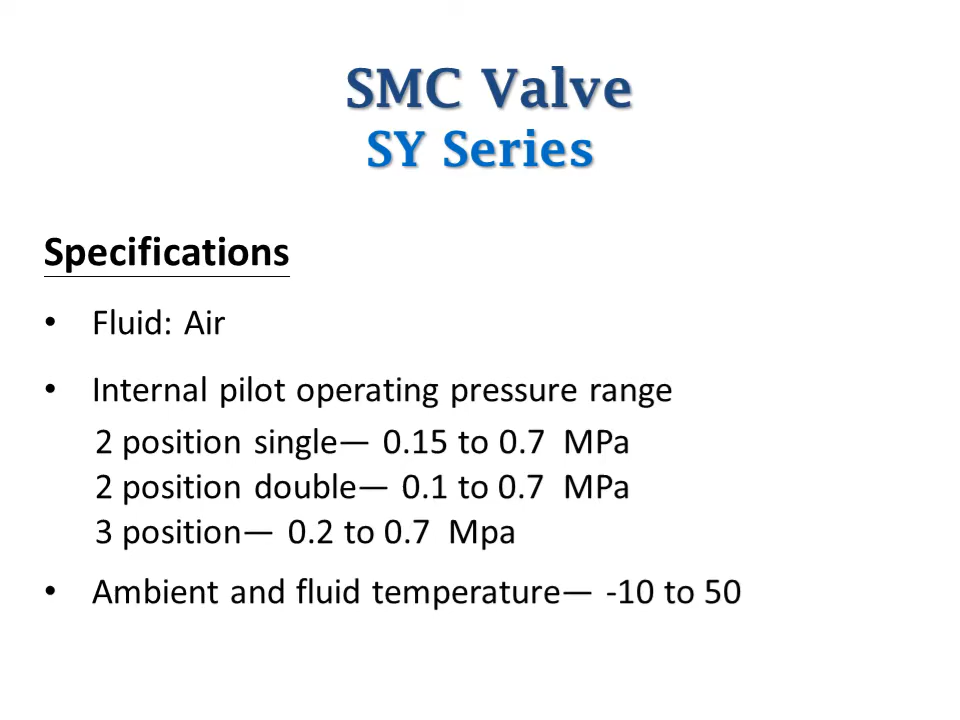 SMC Valve
SY Series
Specifications
• Fluid: Air
• Internal pilot operating pressure range
2 position single— 0.15 to 0.7  MPa
2 position double— 0.1 to 0.7  MPa
3 position— 0.2 to 0.7  Mpa
• Ambient and fluid temperature— -10 to 50